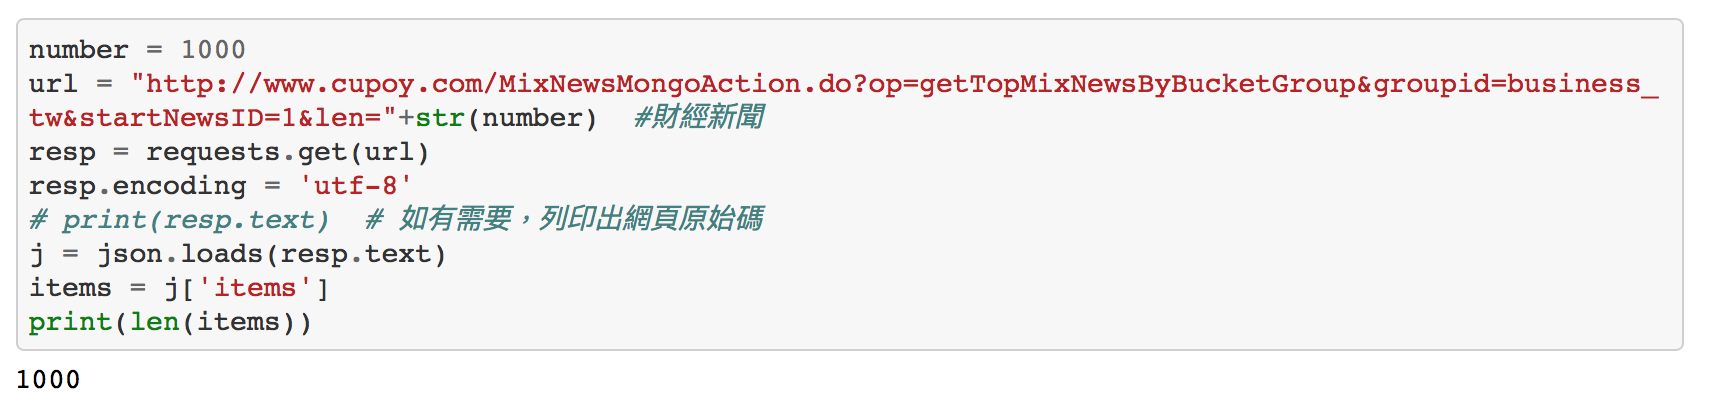 number = 1000
url = "http://www.cupoy.com/MixNewsMongoAction.do?op=getTopMixNewsByBucketGroup&groupid=business_
tw&startNewsID=1&len="+str(number)  #財經新聞
resp = requests.get(url)
resp.encoding = 'utf-8'
# print(resp.text)  # 如有需要，列印出網頁原始碼
j = json.loads(resp.text)
items = j['items']
print(len(items))
1000